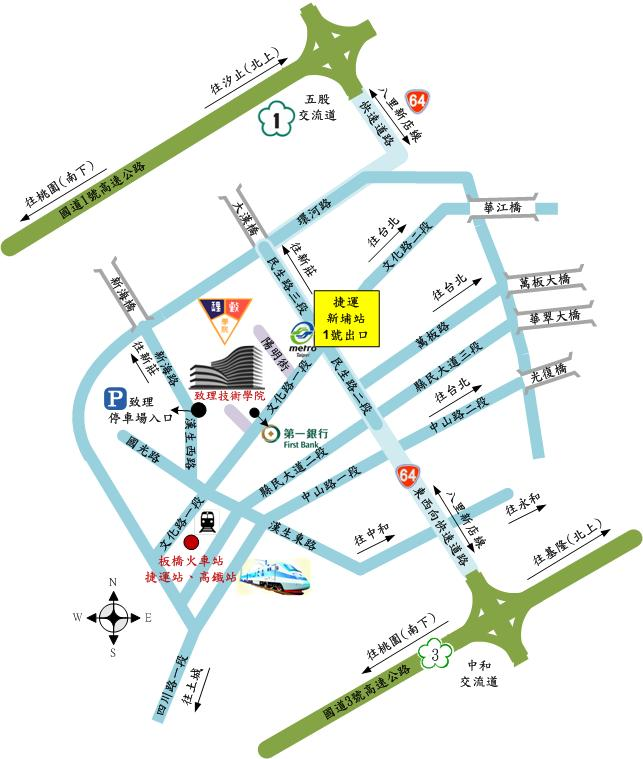 往汐止(北上)
五股
交流道
1
64
八里新店線
快速道路
往桃園(南下)
國道1號高速公路
環河路
大漢橋
華江橋
往台北
文化路二段
往新莊
民生路三段
新海橋
捷運
新埔站
1號出口
往台北
萬板大橋
華翠大橋
萬板路
縣民大道三段
metro
Taipei
陽明街
往新莊
新海路
致理技術學院
文化路一段
民生路二段
往台北
光復橋
中山路二段
P
致理
停車場入口
第一銀行
First Bank
漢生西路
國光路
縣民大道二段
中山路一段
64
八里新店線
東西向快速道路
往永和
文化路一段
漢生東路
往中和
板橋火車站
捷運站、高鐵站
往基隆(北上)
N
W
E
S
往桃園(南下)
3
中和
交流道
國道3號高速公路
四川路一段
往土城